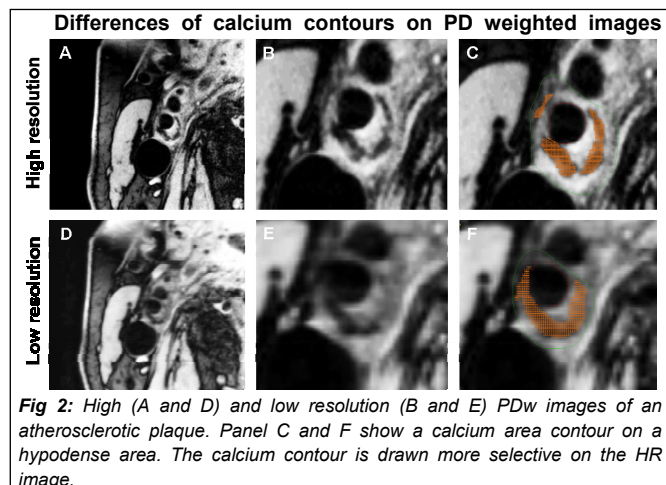 Differences of calcium contours on PD weighted images
High resolution
A
B
C
Low resolution
D
E
F
Fig 2: High (A and D) and low resolution (B and E) PDw images of an
atherosclerotic plaque. Panel C and F show a calcium area contour on a
hypodense area. The calcium contour is drawn more selective on the HR
image.